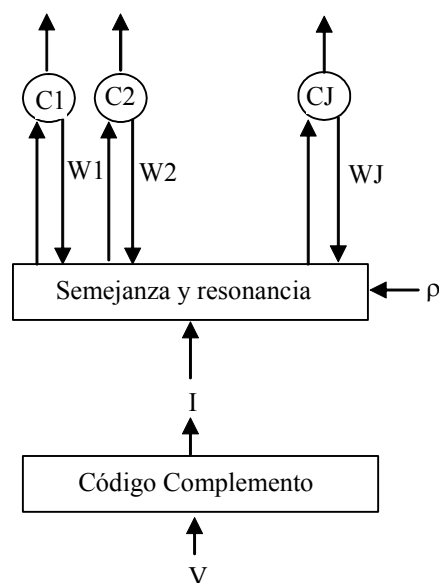 C1 C2 CJ
W1 W2 WJ
Semejanza y resonancia
ρ
I
Código Complemento
V